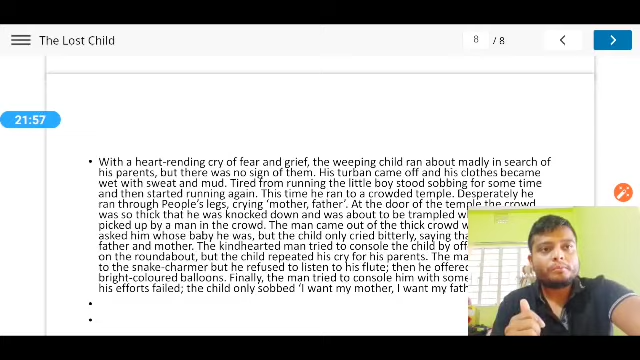 The Lost Child
8 / 8
21:57
• With a heart-rending cry of fear and grief, the weeping child ran about madly in search of
his parents, but there was no sign of them. His turban came off and his clothes became
wet with sweat and mud. Tired from running the little boy stood sobbing for some time
and then started running again. This time he ran to a crowded temple. Desperately he
ran through People's legs, crying 'mother, father'. At the door of the temple the crowd
was so thick that he was knocked down and was about to be trampled w
picked up by a man in the crowd. The man came out of the thick crowd w
asked him whose baby he was, but the child only cried bitterly, saying tha
father and mother. The kindhearted man tried to console the child by off
on the roundabout, but the child repeated his cry for his parents. The ma
to the snake-charmer but he refused to listen to his flute; then he offered
bright-coloured balloons. Finally, the man tried to console him with some
his efforts failed; the child only sobbed 'I want my mother, I want my fath
•
•